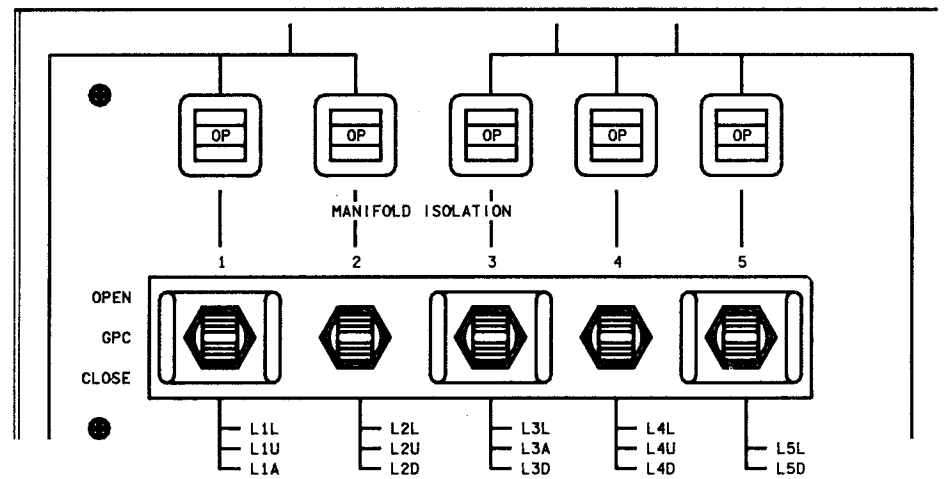 OP OP OP OP OP
MANIFOLD ISOLATION
1 2 3 4 5
OPEN
GPC
CLOSE
L1L L2L L3L L4L
L1U L2U L3A L4U L5L
L1A L2D L3D L4D L5D